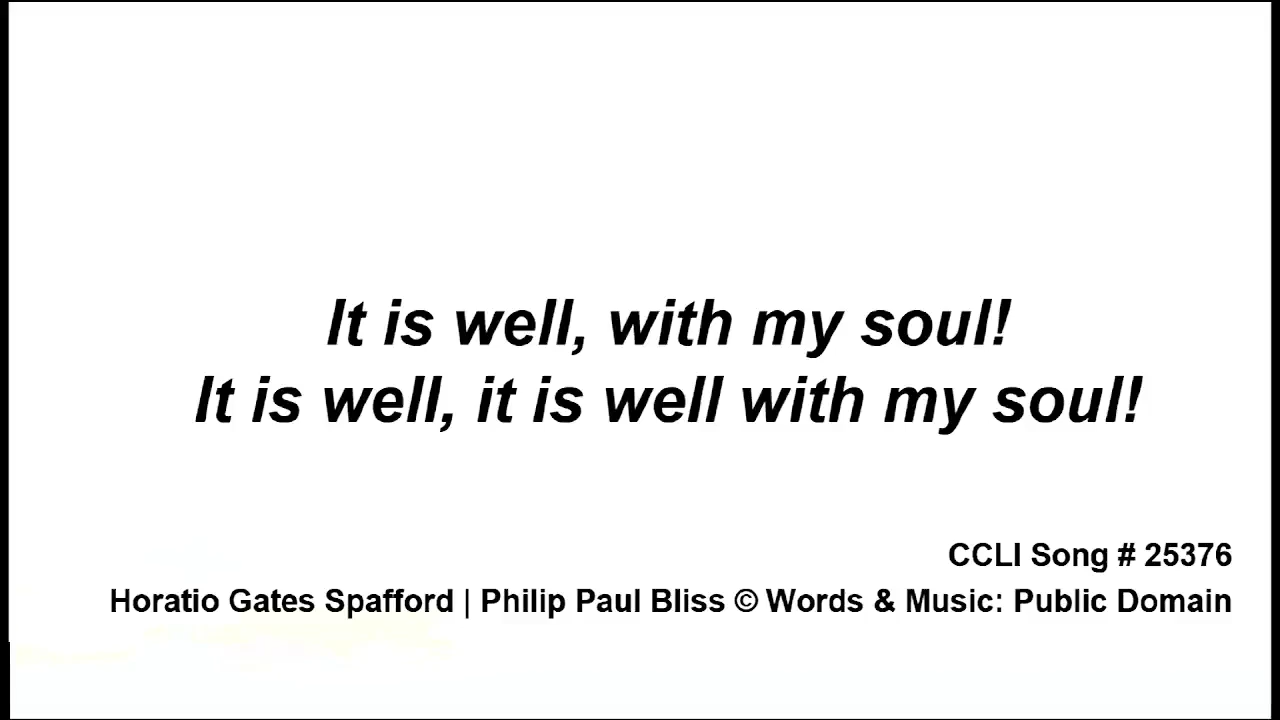 It is well, with my soul!
It is well, it is well with my soul!
CCLI Song # 25376
Horatio Gates Spafford | Philip Paul Bliss © Words & Music: Public Domain